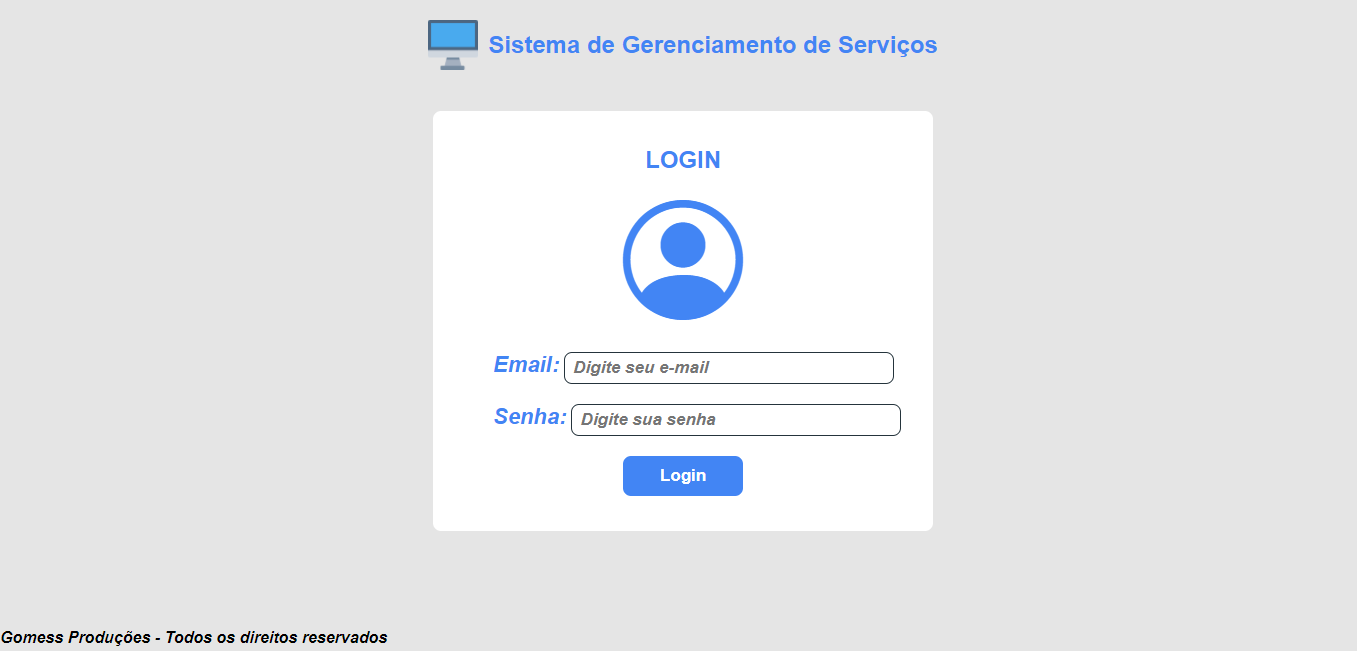 Sistema de Gerenciamento de Serviços
LOGIN
Email: Digite seu e-mail
Senha: Digite sua senha
Login
Gomess Produções - Todos os direitos reservados